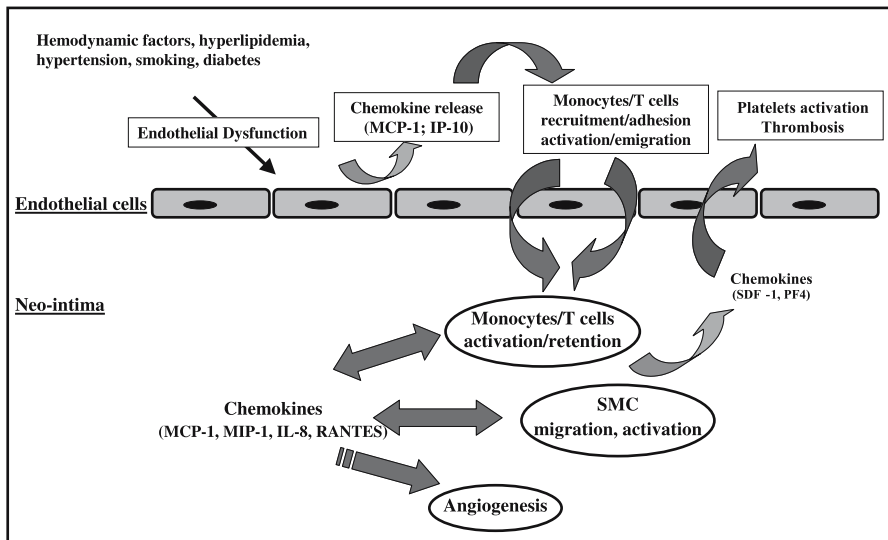 Hemodynamic factors, hyperlipidemia,
hypertension, smoking, diabetes
Endothelial Dysfunction
Chemokine release
(MCP-1; IP-10)
Monocytes/T cells
recruitment/adhesion
activation/emigration
Platelets activation
Thrombosis
Endothelial cells
Neo-intima
Chemokines
(SDF -1, PF4)
Monocytes/T cells
activation/retention
Chemokines
(MCP-1, MIP-1, IL-8, RANTES)
SMC
migration, activation
Angiogenesis